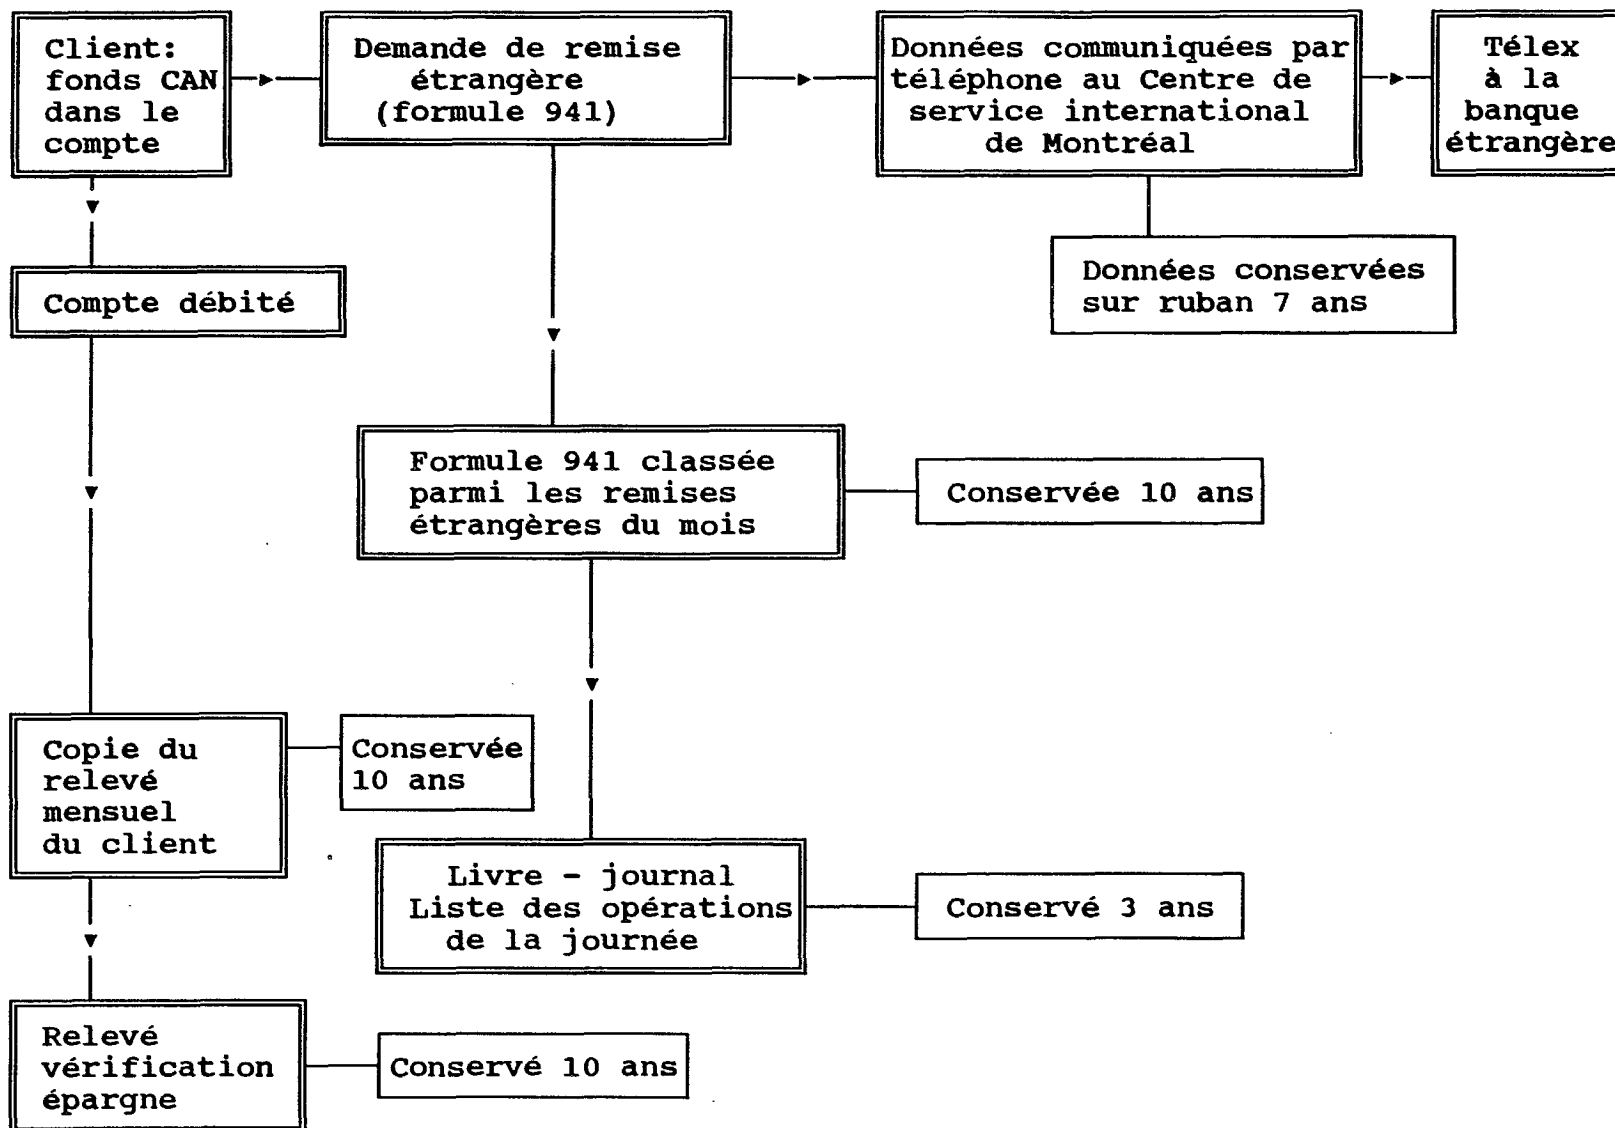 Client:
fonds CAN
dans le
compte
Demande de remise
étrangère
(formule 941)
Données communiquées par
téléphone au Centre de
service international
de Montréal
Télex
à la
banque
étrangère
Données conservées
sur ruban 7 ans
Compte débité
Formule 941 classée
parmi les remises
étrangères du mois
Conservée 10 ans
Copie du
relevé
mensuel
du client
Conservée
10 ans
Livre - journal
Liste des opérations
de la journée
Conservé 3 ans
Relevé
vérification
épargne
Conservé 10 ans